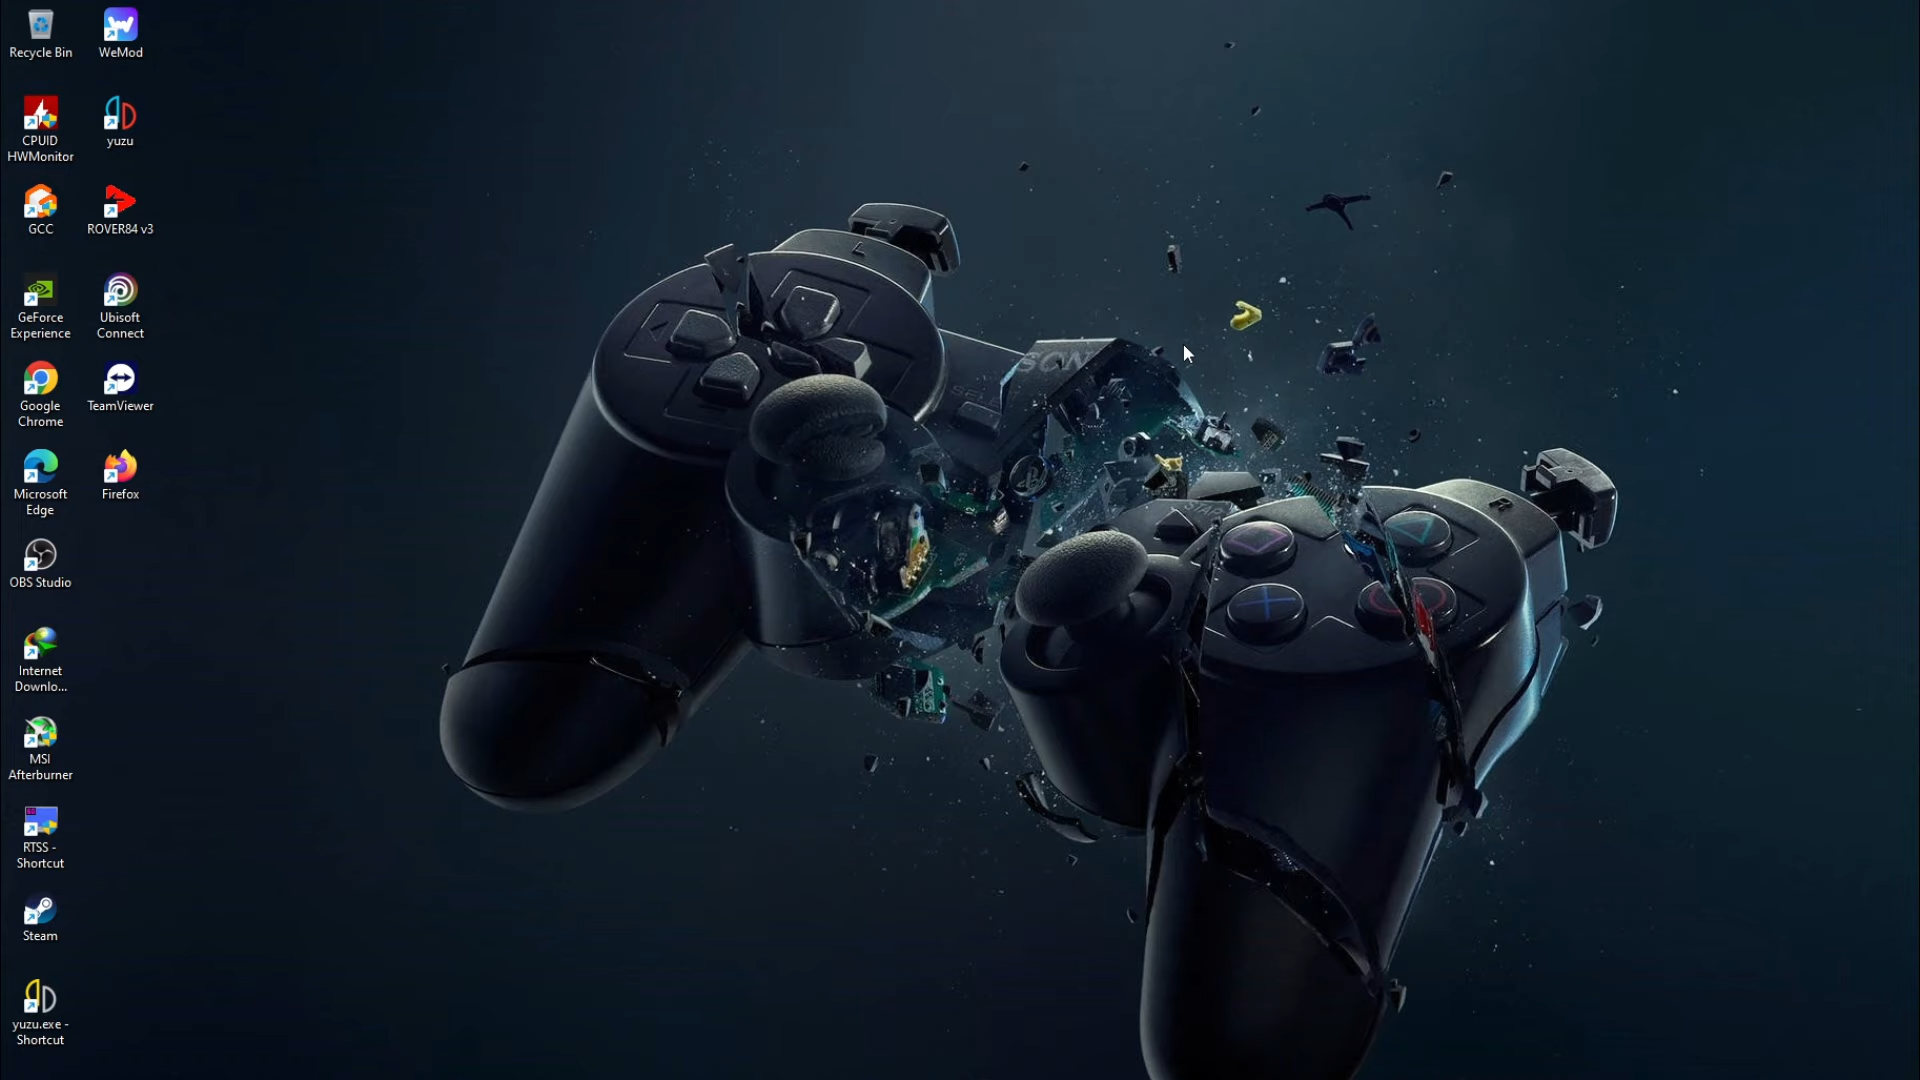 Recycle Bin
WeMod
CPUID
HWMonitor
yuzu
GCC
ROVER84 v3
GeForce
Experience
Ubisoft
Connect
Google
Chrome
TeamViewer
Microsoft
Edge
Firefox
OBS Studio
Internet
Downlo...
MSI
Afterburner
RTSS -
Shortcut
Steam
yuzu.exe -
Shortcut
L
SON
R